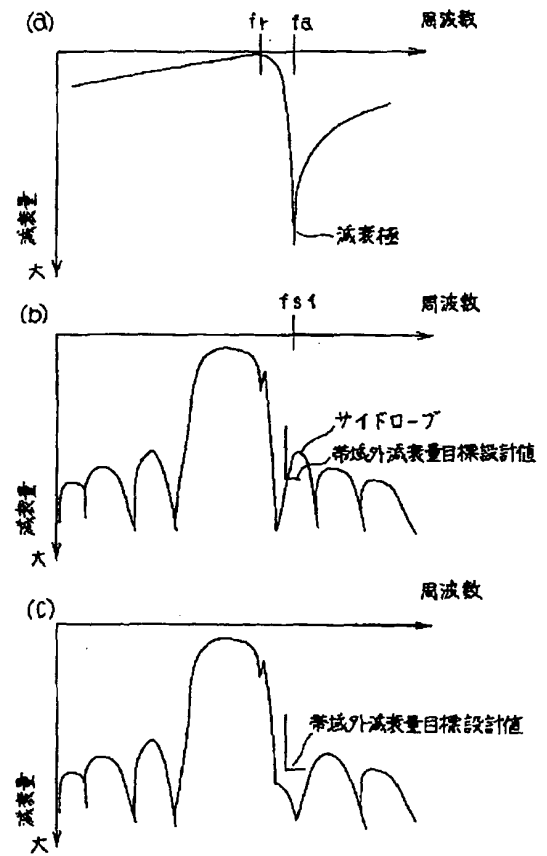 (a)
fr
fa
周波数
減衰量
大
減衰極
(b)
fs1
周波数
サイドローブ
帯域外減衰量目標設計値
減衰量
大
(c)
周波数
帯域外減衰量目標設計値
減衰量
大